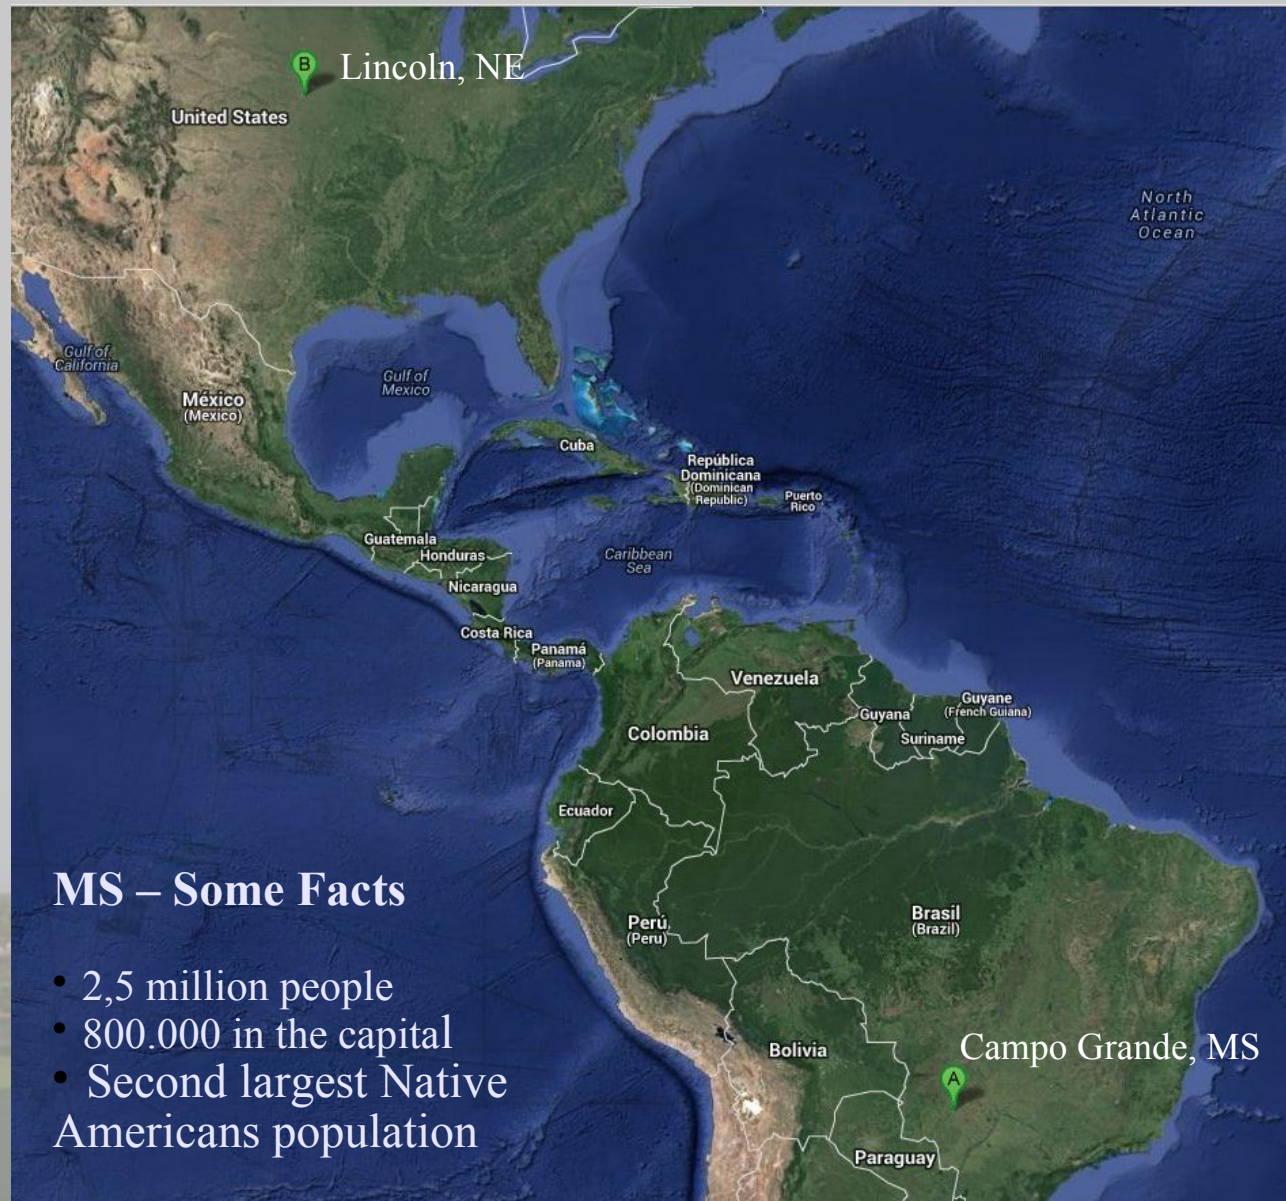 B
Lincoln, NE
United States
North
Atlantic
Ocean
Gulf of
California
Gulf of
Mexico
México
(Mexico)
Cuba
República
Dominicana
(Dominican
Republic)
Puerto
Rico
Guatemala
Honduras
Caribbean
Sea
Nicaragua
Costa Rica
Panamá
(Panama)
Venezuela
Guyane
(French Guiana)
Guyana
Suriname
Colombia
Ecuador
MS – Some Facts
• 2,5 million people
• 800.000 in the capital
• Second largest Native
Americans population
Perú
(Peru)
Brasil
(Brazil)
Bolivia
Campo Grande, MS
A
Paraguay